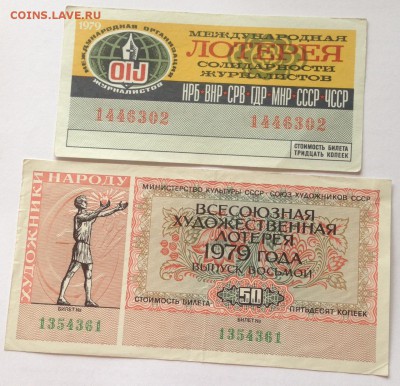 COINS.LAVE.RU
1979
МЕЖДУНАРОДНАЯ ОРГАНИЗАЦИЯ
OIJ
ЖУРНАЛИСТОВ
МЕЖДУНАРОДНАЯ
ЛОТЕРЕЯ
СОЛИДАРНОСТИ
ЖУРНАЛИСТОВ
НРБ·ВНР·СРВ·ГДР·МНР·СССР·ЧССР
1446302 1446302
СТОИМОСТЬ БИЛЕТА
ТРИДЦАТЬ КОПЕЕК
ХУДОЖНИКИ НАРОДУ
БИЛЕТ №
1354361
МИНИСТЕРСТВО КУЛЬТУРЫ СССР · СОЮЗ ХУДОЖНИКОВ СССР
ВСЕСОЮЗНАЯ
ХУДОЖЕСТВЕННАЯ
ЛОТЕРЕЯ
1979 ГОДА
ВЫПУСК ВОСЬМОЙ
СТОИМОСТЬ БИЛЕТА 50 ПЯТЬДЕСЯТ КОПЕЕК
БИЛЕТ №
1354361